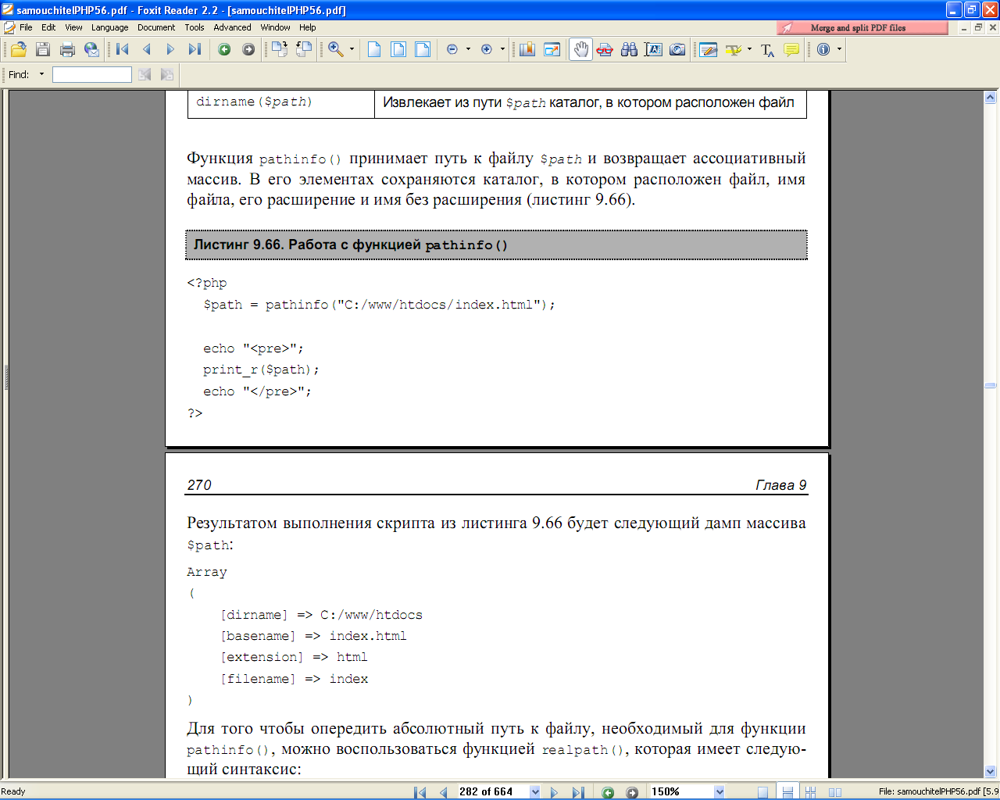 samouchitelPHP56.pdf - Foxit Reader 2.2 - [samouchitelPHP56.pdf]
File Edit View Language Document Tools Advanced Window Help
Merge and split PDF files
Find:
dirname($path) Извлекает из пути $path каталог, в котором расположен файл
Функция pathinfo() принимает путь к файлу $path и возвращает ассоциативный
массив. В его элементах сохраняются каталог, в котором расположен файл, имя
файла, его расширение и имя без расширения (листинг 9.66).
Листинг 9.66. Работа с функцией pathinfo()
<?php
$path = pathinfo("C:/www/htdocs/index.html");
echo "<pre>";
print_r($path);
echo "</pre>";
?>
270 Глава 9
Результатом выполнения скрипта из листинга 9.66 будет следующий дамп массива
$path:
Array
(
[dirname] => C:/www/htdocs
[basename] => index.html
[extension] => html
[filename] => index
)
Для того чтобы опередить абсолютный путь к файлу, необходимый для функции
pathinfo(), можно воспользоваться функцией realpath(), которая имеет следую-
щий синтаксис:
Ready 282 of 664 150% File: samouchitelPHP56.pdf [5.9